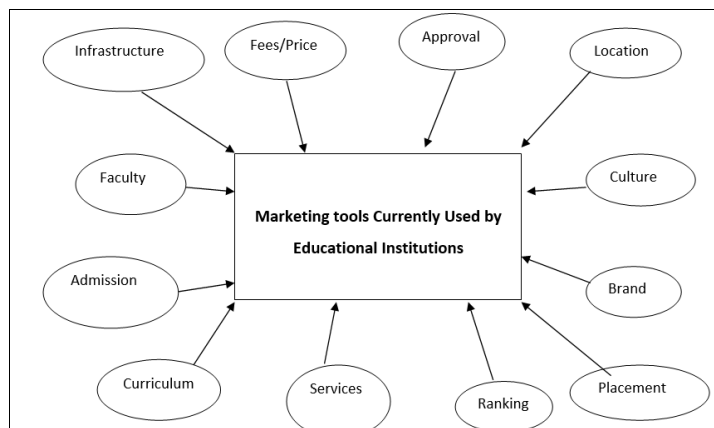 Infrastructure
Fees/Price
Approval
Location
Faculty
Culture
Marketing tools Currently Used by
Educational Institutions
Admission
Brand
Curriculum
Services
Ranking
Placement